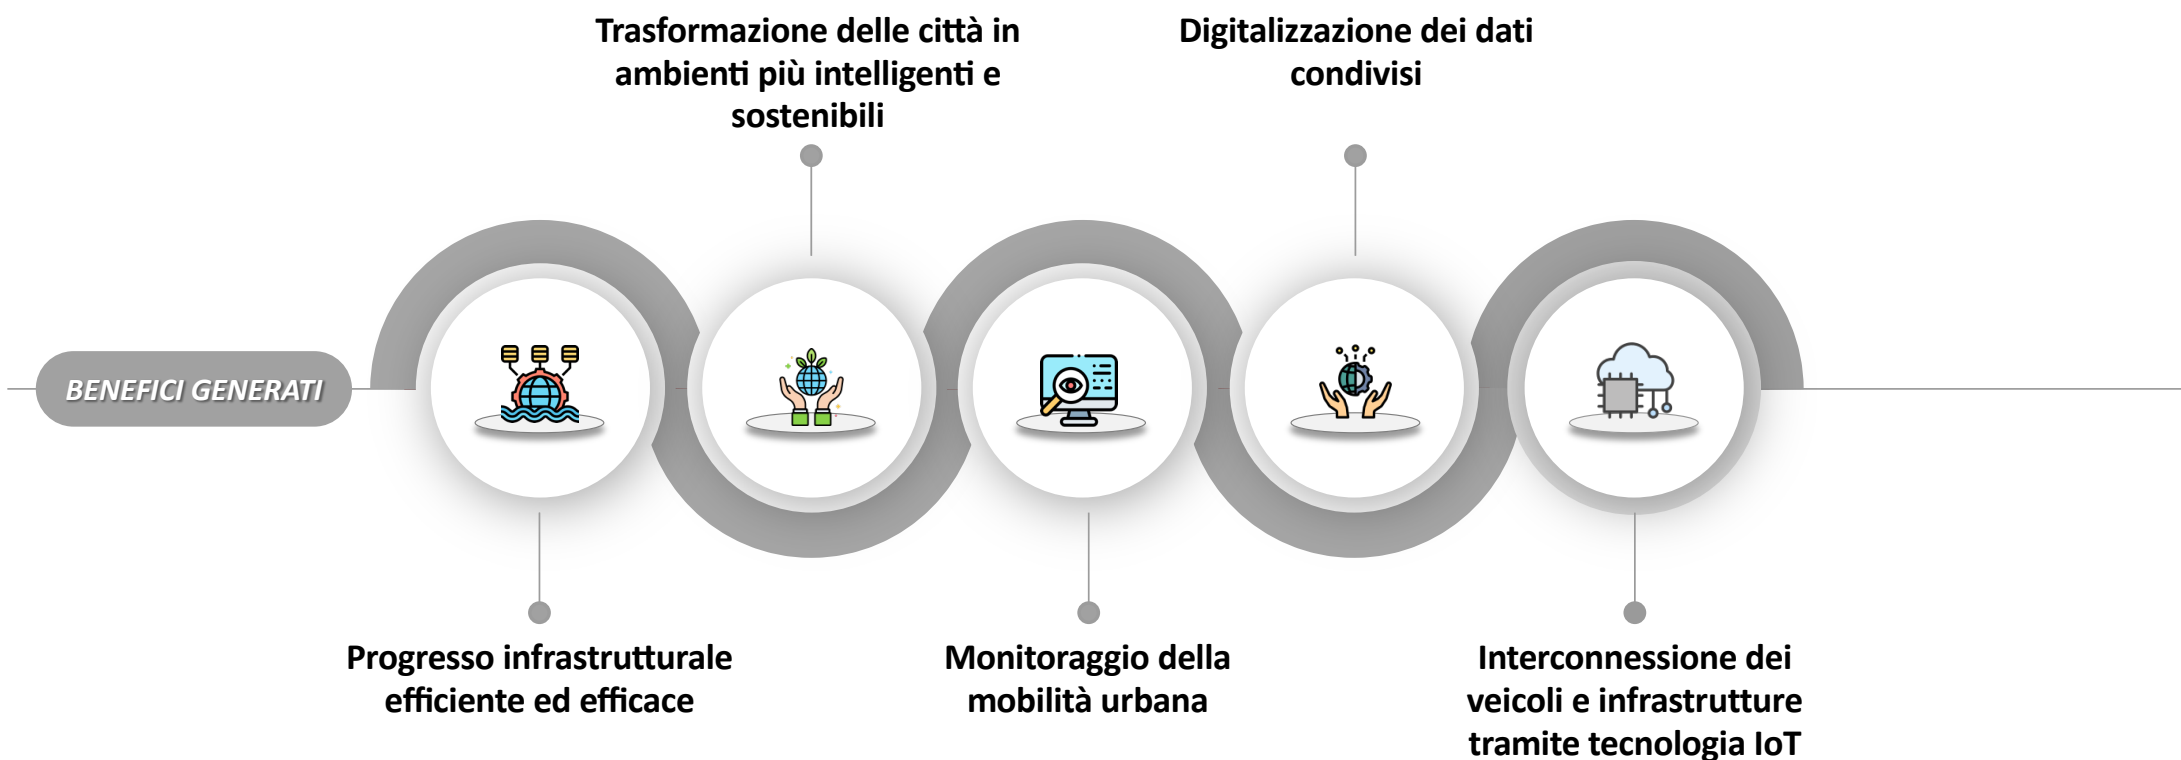 Trasformazione delle città in
ambienti più intelligenti e
sostenibili
Digitalizzazione dei dati
condivisi
BENEFICI GENERATI
Progresso infrastrutturale
efficiente ed efficace
Monitoraggio della
mobilità urbana
Interconnessione dei
veicoli e infrastrutture
tramite tecnologia IoT